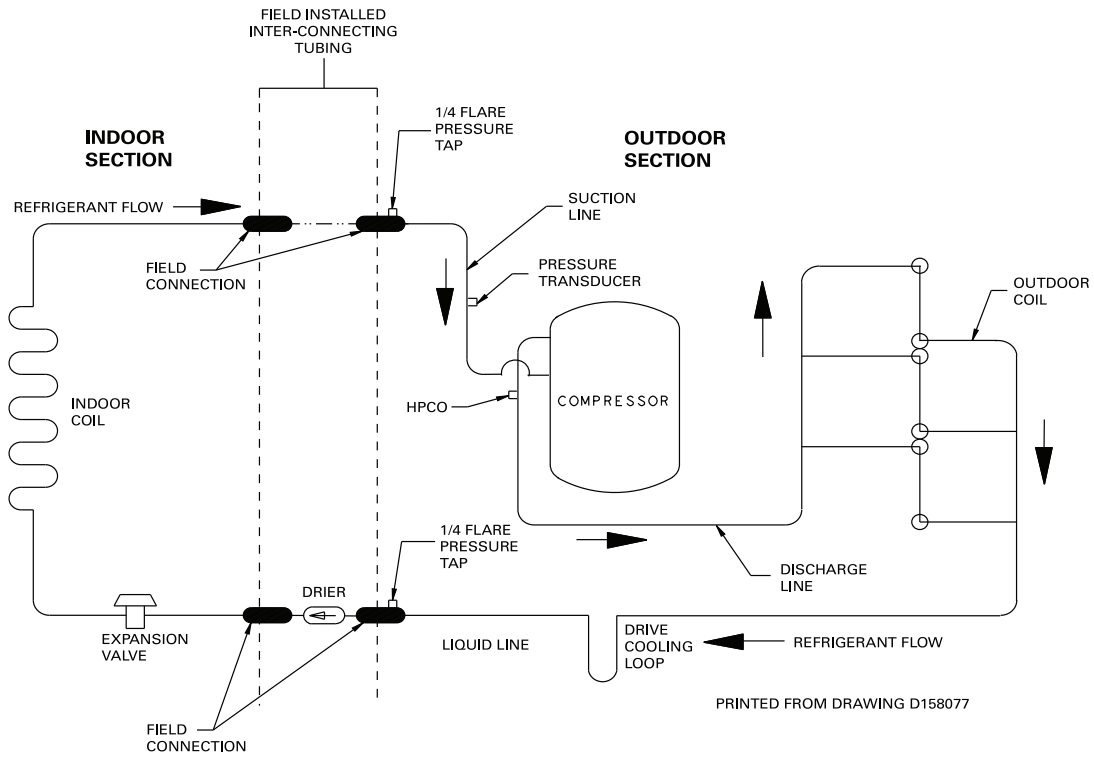 FIELD INSTALLED
INTER-CONNECTING
TUBING
1/4 FLARE
PRESSURE
TAP
INDOOR
SECTION
OUTDOOR
SECTION
REFRIGERANT FLOW
SUCTION
LINE
FIELD
CONNECTION
PRESSURE
TRANSDUCER
OUTDOOR
COIL
INDOOR
COIL
HPCO
COMPRESSOR
1/4 FLARE
PRESSURE
TAP
DISCHARGE
LINE
DRIER
EXPANSION
VALVE
LIQUID LINE
DRIVE
COOLING
LOOP
REFRIGERANT FLOW
PRINTED FROM DRAWING D158077
FIELD
CONNECTION